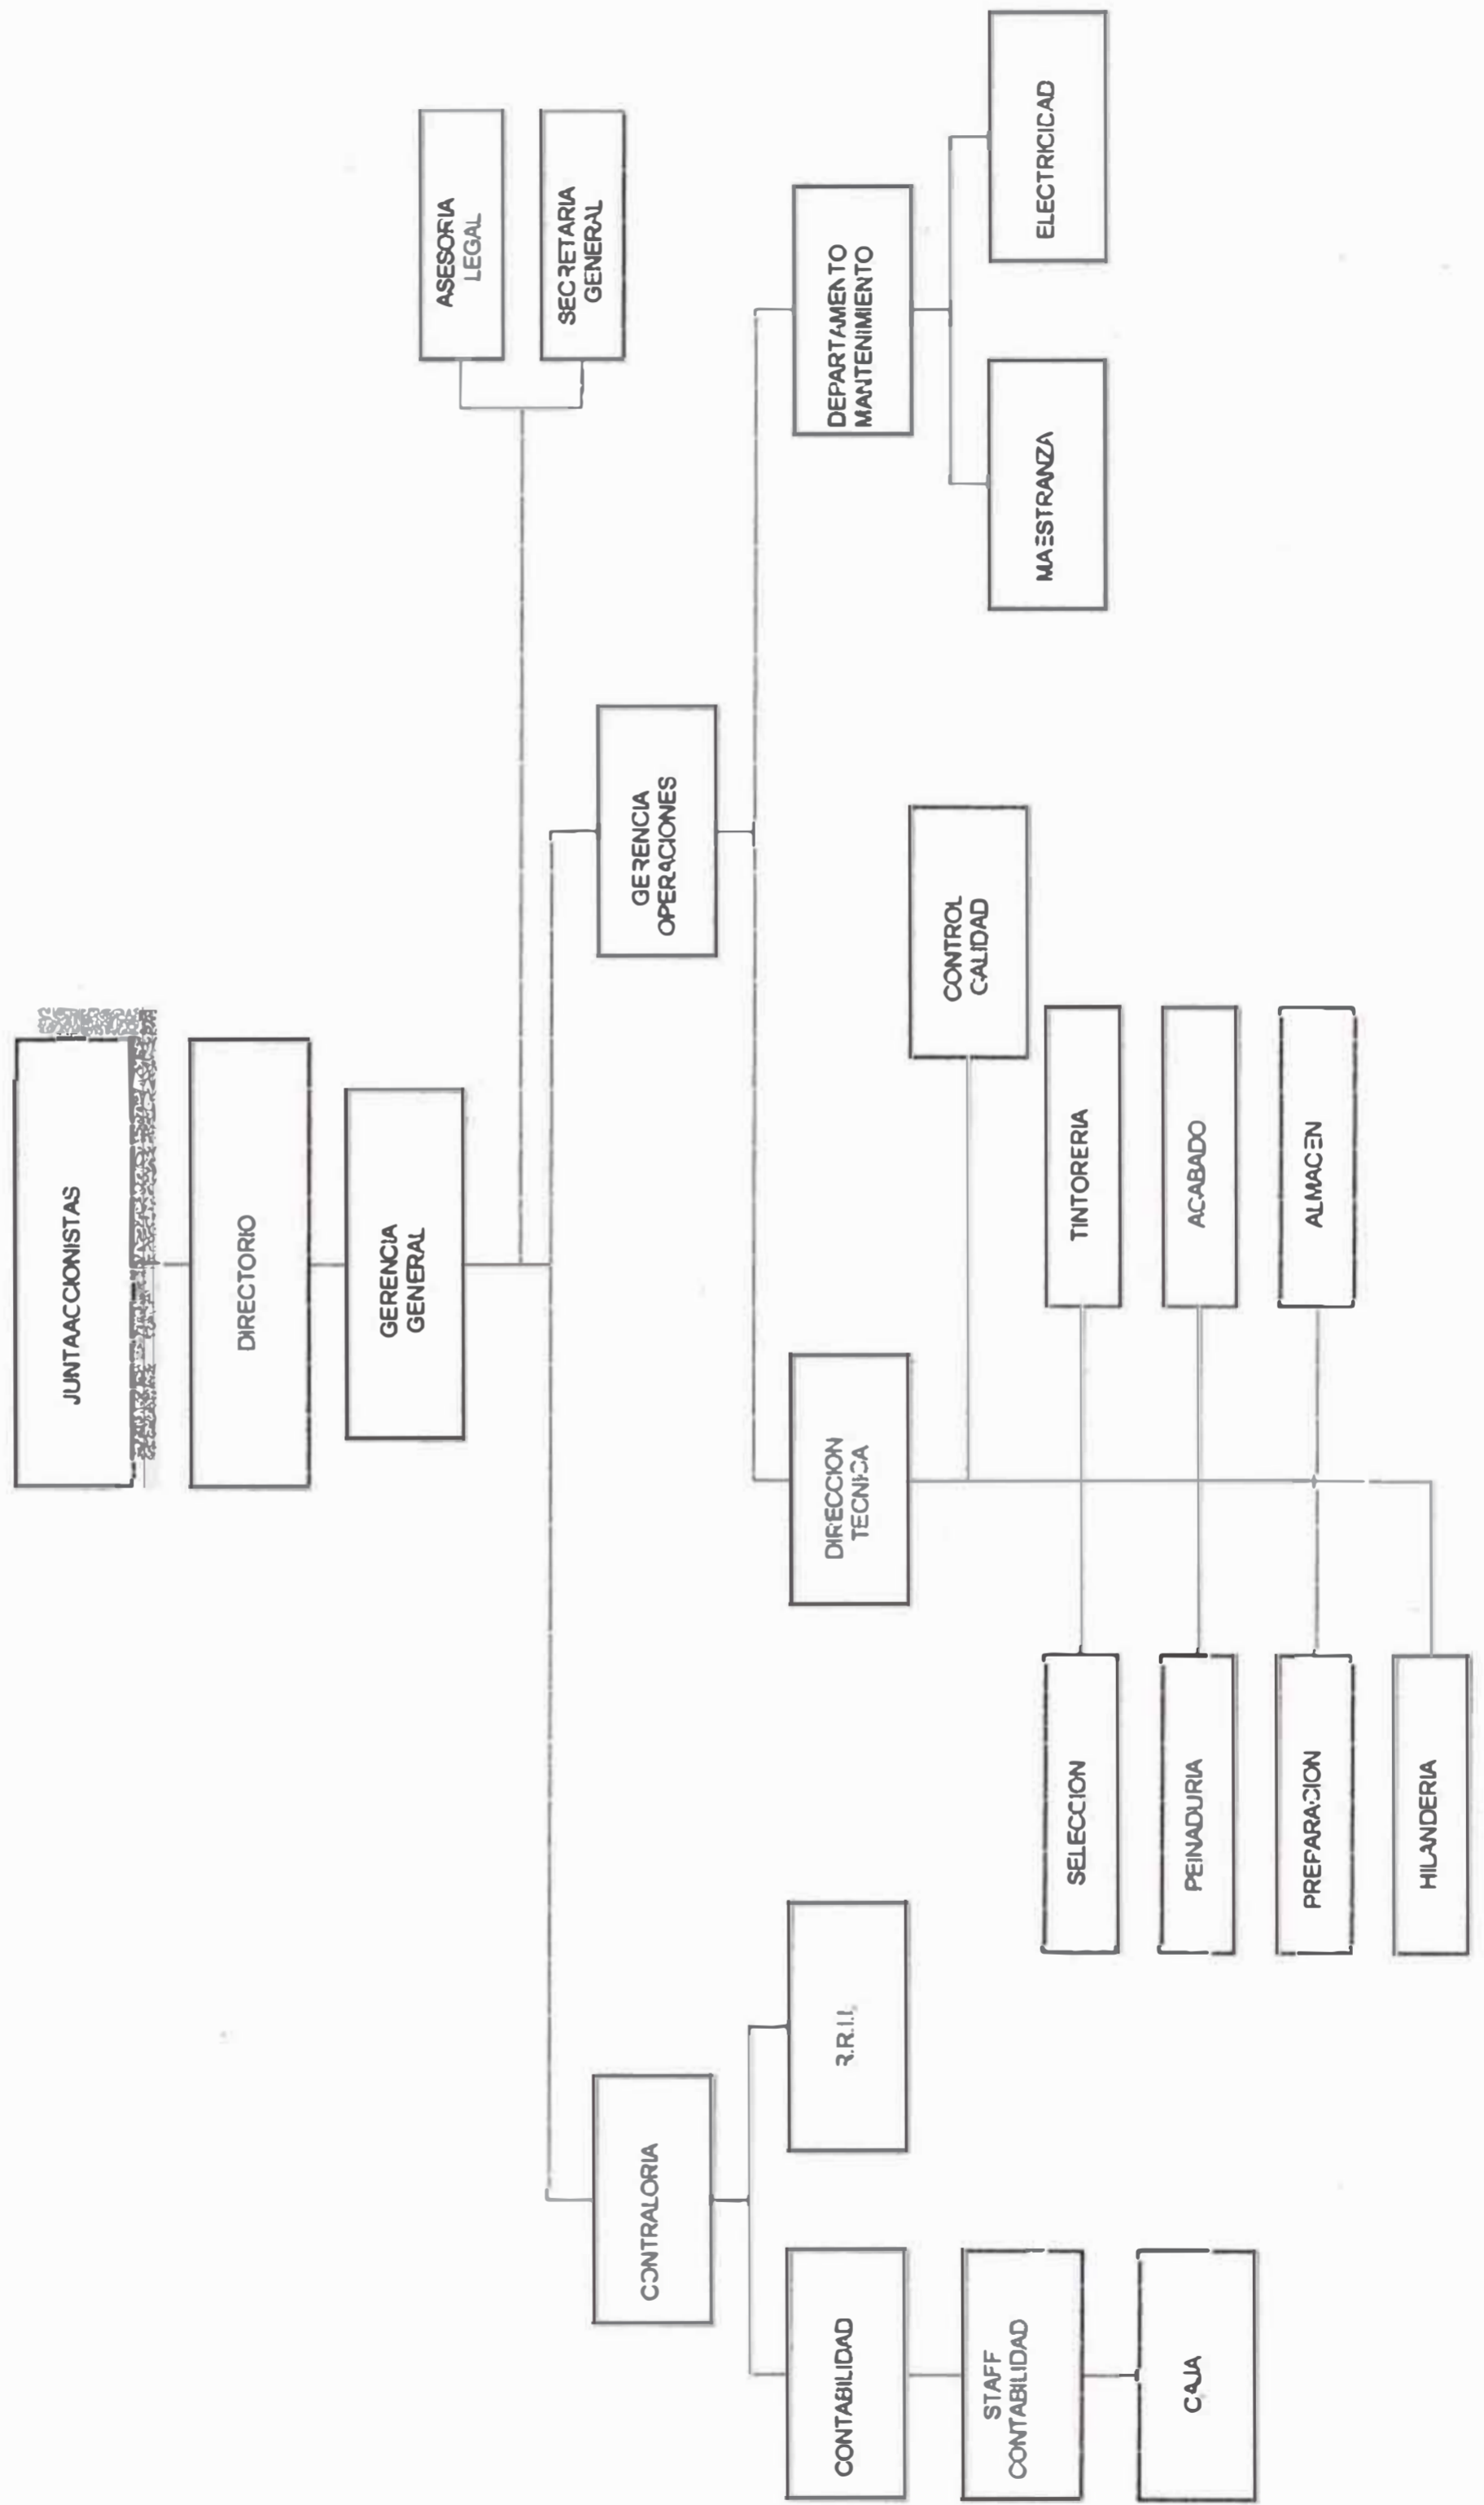 JUNTAACCIONISTAS
DIRECTORIO
GERENCIA
GENERAL
ASESORIA
LEGAL
SECRETARIA
GENERAL
CONTRALORIA
GERENCIA
OPERACIONES
CONTABILIDAD
R.R.I.I.
DIRECCION
TECNICA
DEPARTAMENTO
MANTENIMIENTO
STAFF
CONTABILIDAD
CONTROL
CALIDAD
MAESTRANZA
ELECTRICICAD
CAJA
SELECCION
TINTORERIA
PEINADURIA
ACABADO
PREPARACION
ALMACEN
HILANDERIA